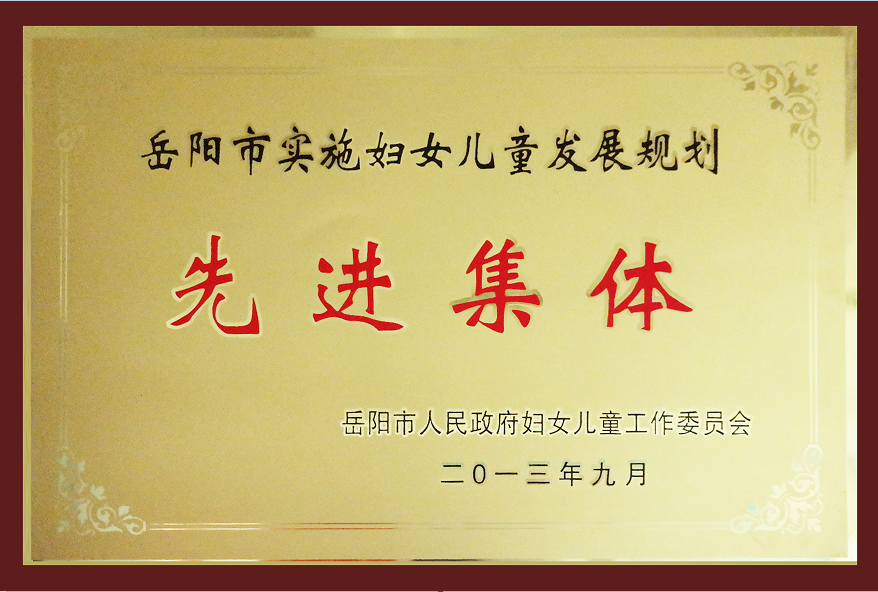 岳阳市实施妇女儿童发展规划
先进集体
岳阳市人民政府妇女儿童工作委员会
二0一三年九月